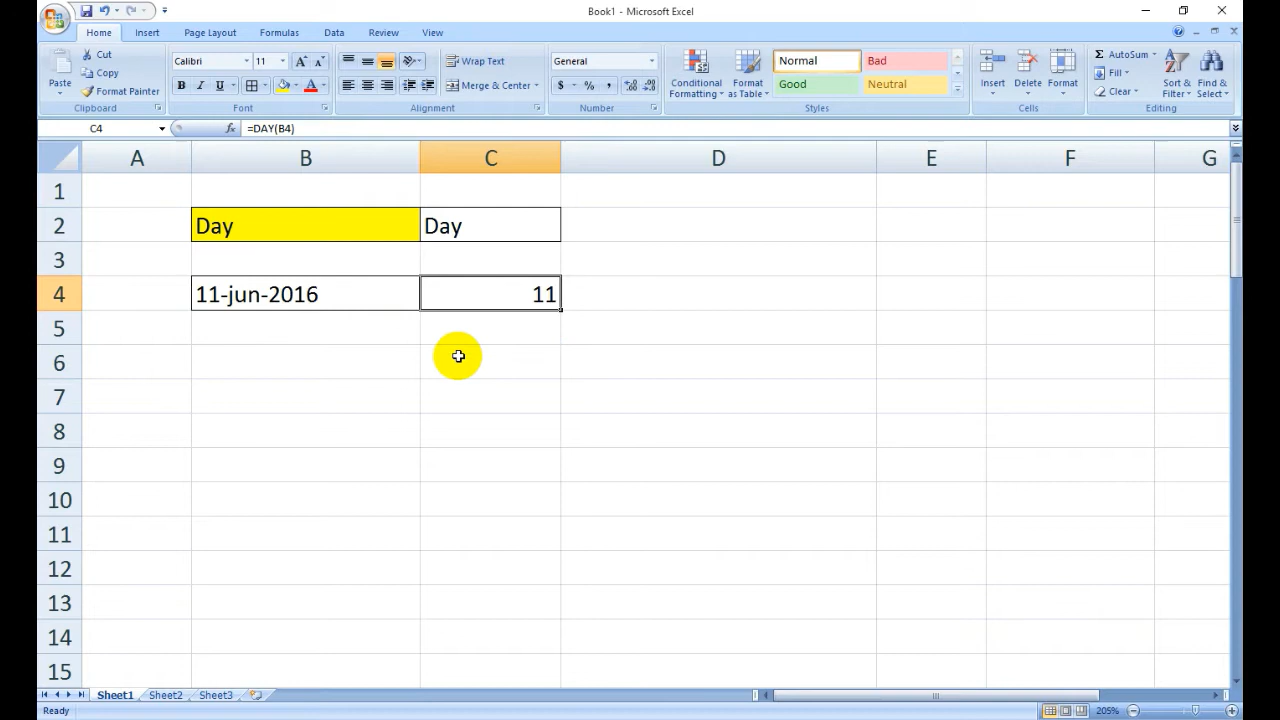 Book1 - Microsoft Excel
Home Insert Page Layout Formulas Data Review View
Paste
Cut
Copy
Format Painter
Clipboard
Calibri 11
B I U
Font
Wrap Text
Merge & Center
Alignment
General
$ % ,
Number
Conditional Formatting
Format as Table
Normal Bad
Good Neutral
Styles
Insert Delete Format
Cells
Σ AutoSum
Fill
Clear
Sort & Filter
Find & Select
Editing
C4 fx =DAY(B4)
A B C D E F G
1
2 Day Day
3
4 11-jun-2016 11
5
6
7
8
9
10
11
12
13
14
15
Sheet1 Sheet2 Sheet3
Ready 205%